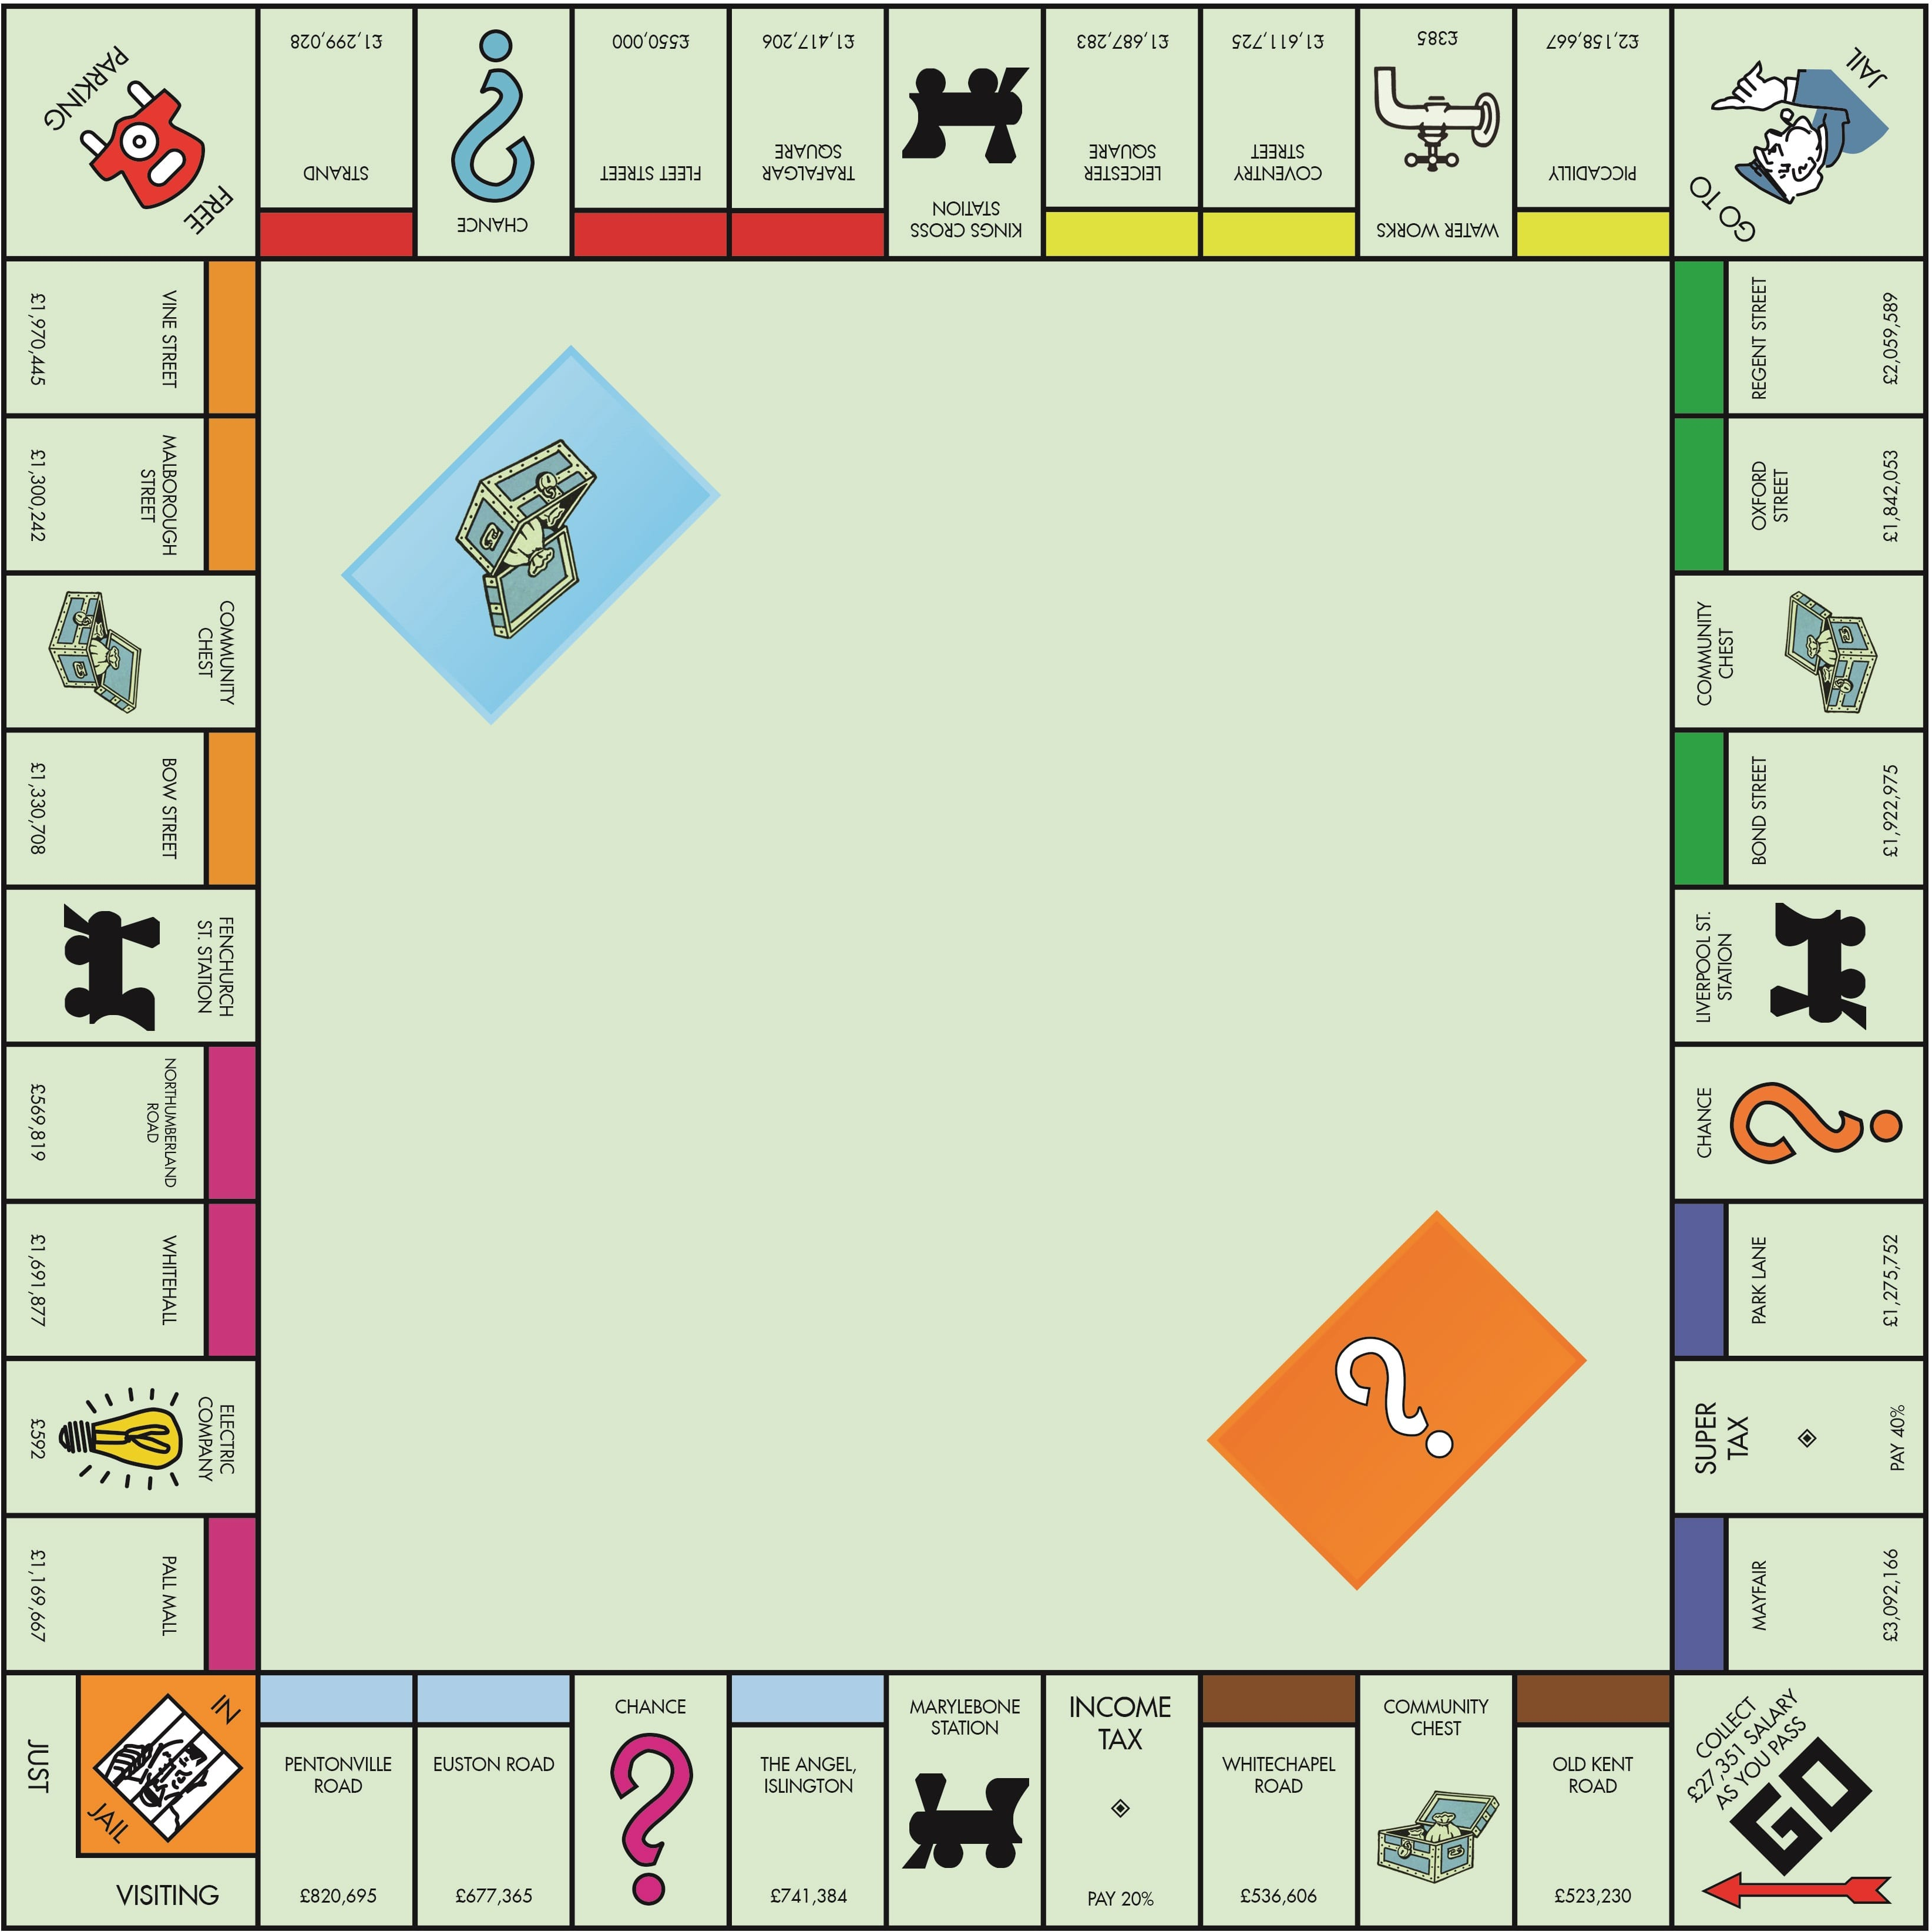 COLLECT
£27,351 SALARY
AS YOU PASS
GO
OLD KENT
ROAD
£523,230
COMMUNITY
CHEST
WHITECHAPEL
ROAD
£536,606
INCOME
TAX
PAY 20%
MARYLEBONE
STATION
THE ANGEL,
ISLINGTON
£741,384
CHANCE
?
EUSTON ROAD
£677,365
PENTONVILLE
ROAD
£820,695
IN
JAIL
JUST
VISITING
PALL MALL
£1,169,667
ELECTRIC
COMPANY
£592
WHITEHALL
£1,691,877
NORTHUMBERLAND
ROAD
£569,819
FENCHURCH
ST. STATION
BOW STREET
£1,330,708
COMMUNITY
CHEST
MALBOROUGH
STREET
£1,300,242
VINE STREET
£1,970,445
FREE
PARKING
STRAND
£1,299,028
CHANCE
?
FLEET STREET
£550,000
TRAFALGAR
SQUARE
£1,417,206
KINGS CROSS
STATION
LEICESTER
SQUARE
£1,687,283
COVENTRY
STREET
£1,611,725
WATER WORKS
£385
PICCADILLY
£2,158,667
GO TO
JAIL
REGENT STREET
£2,059,589
OXFORD
STREET
£1,842,053
COMMUNITY
CHEST
BOND STREET
£1,922,975
LIVERPOOL ST.
STATION
CHANCE
?
PARK LANE
£1,275,752
SUPER
TAX
PAY 40%
MAYFAIR
£3,092,166
?